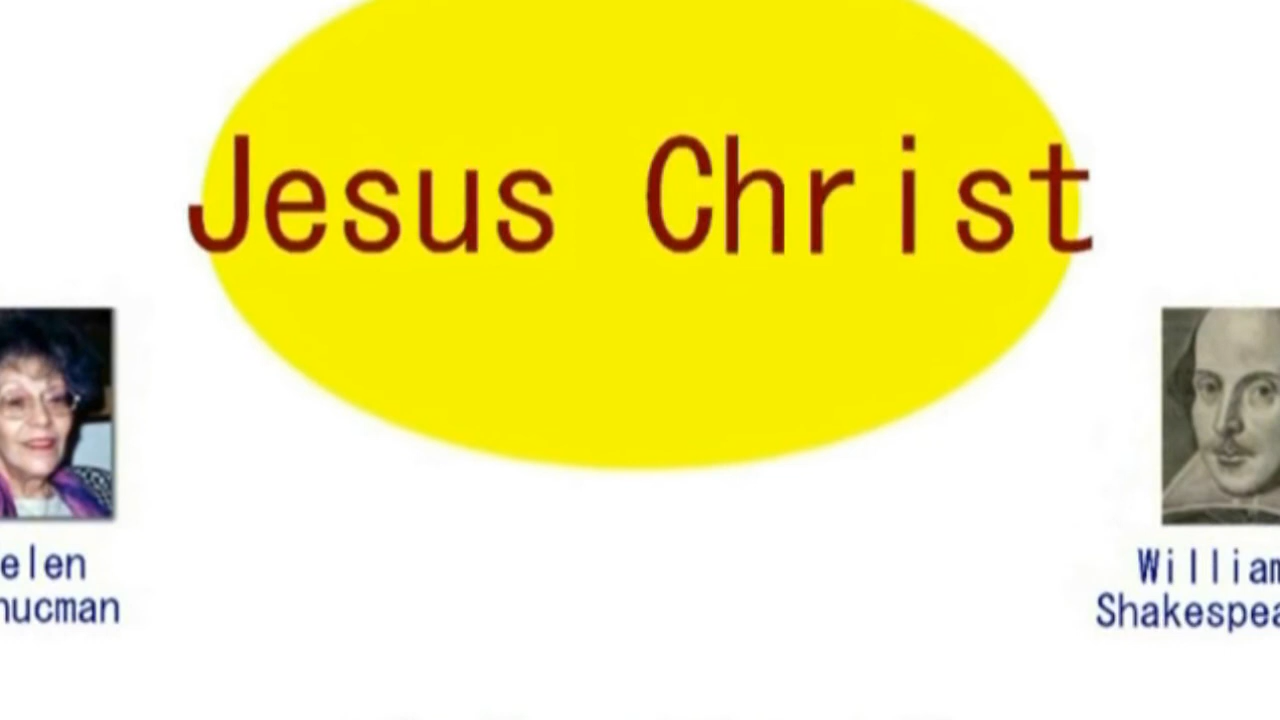 Jesus Christ
elen
hucman
William
Shakespea